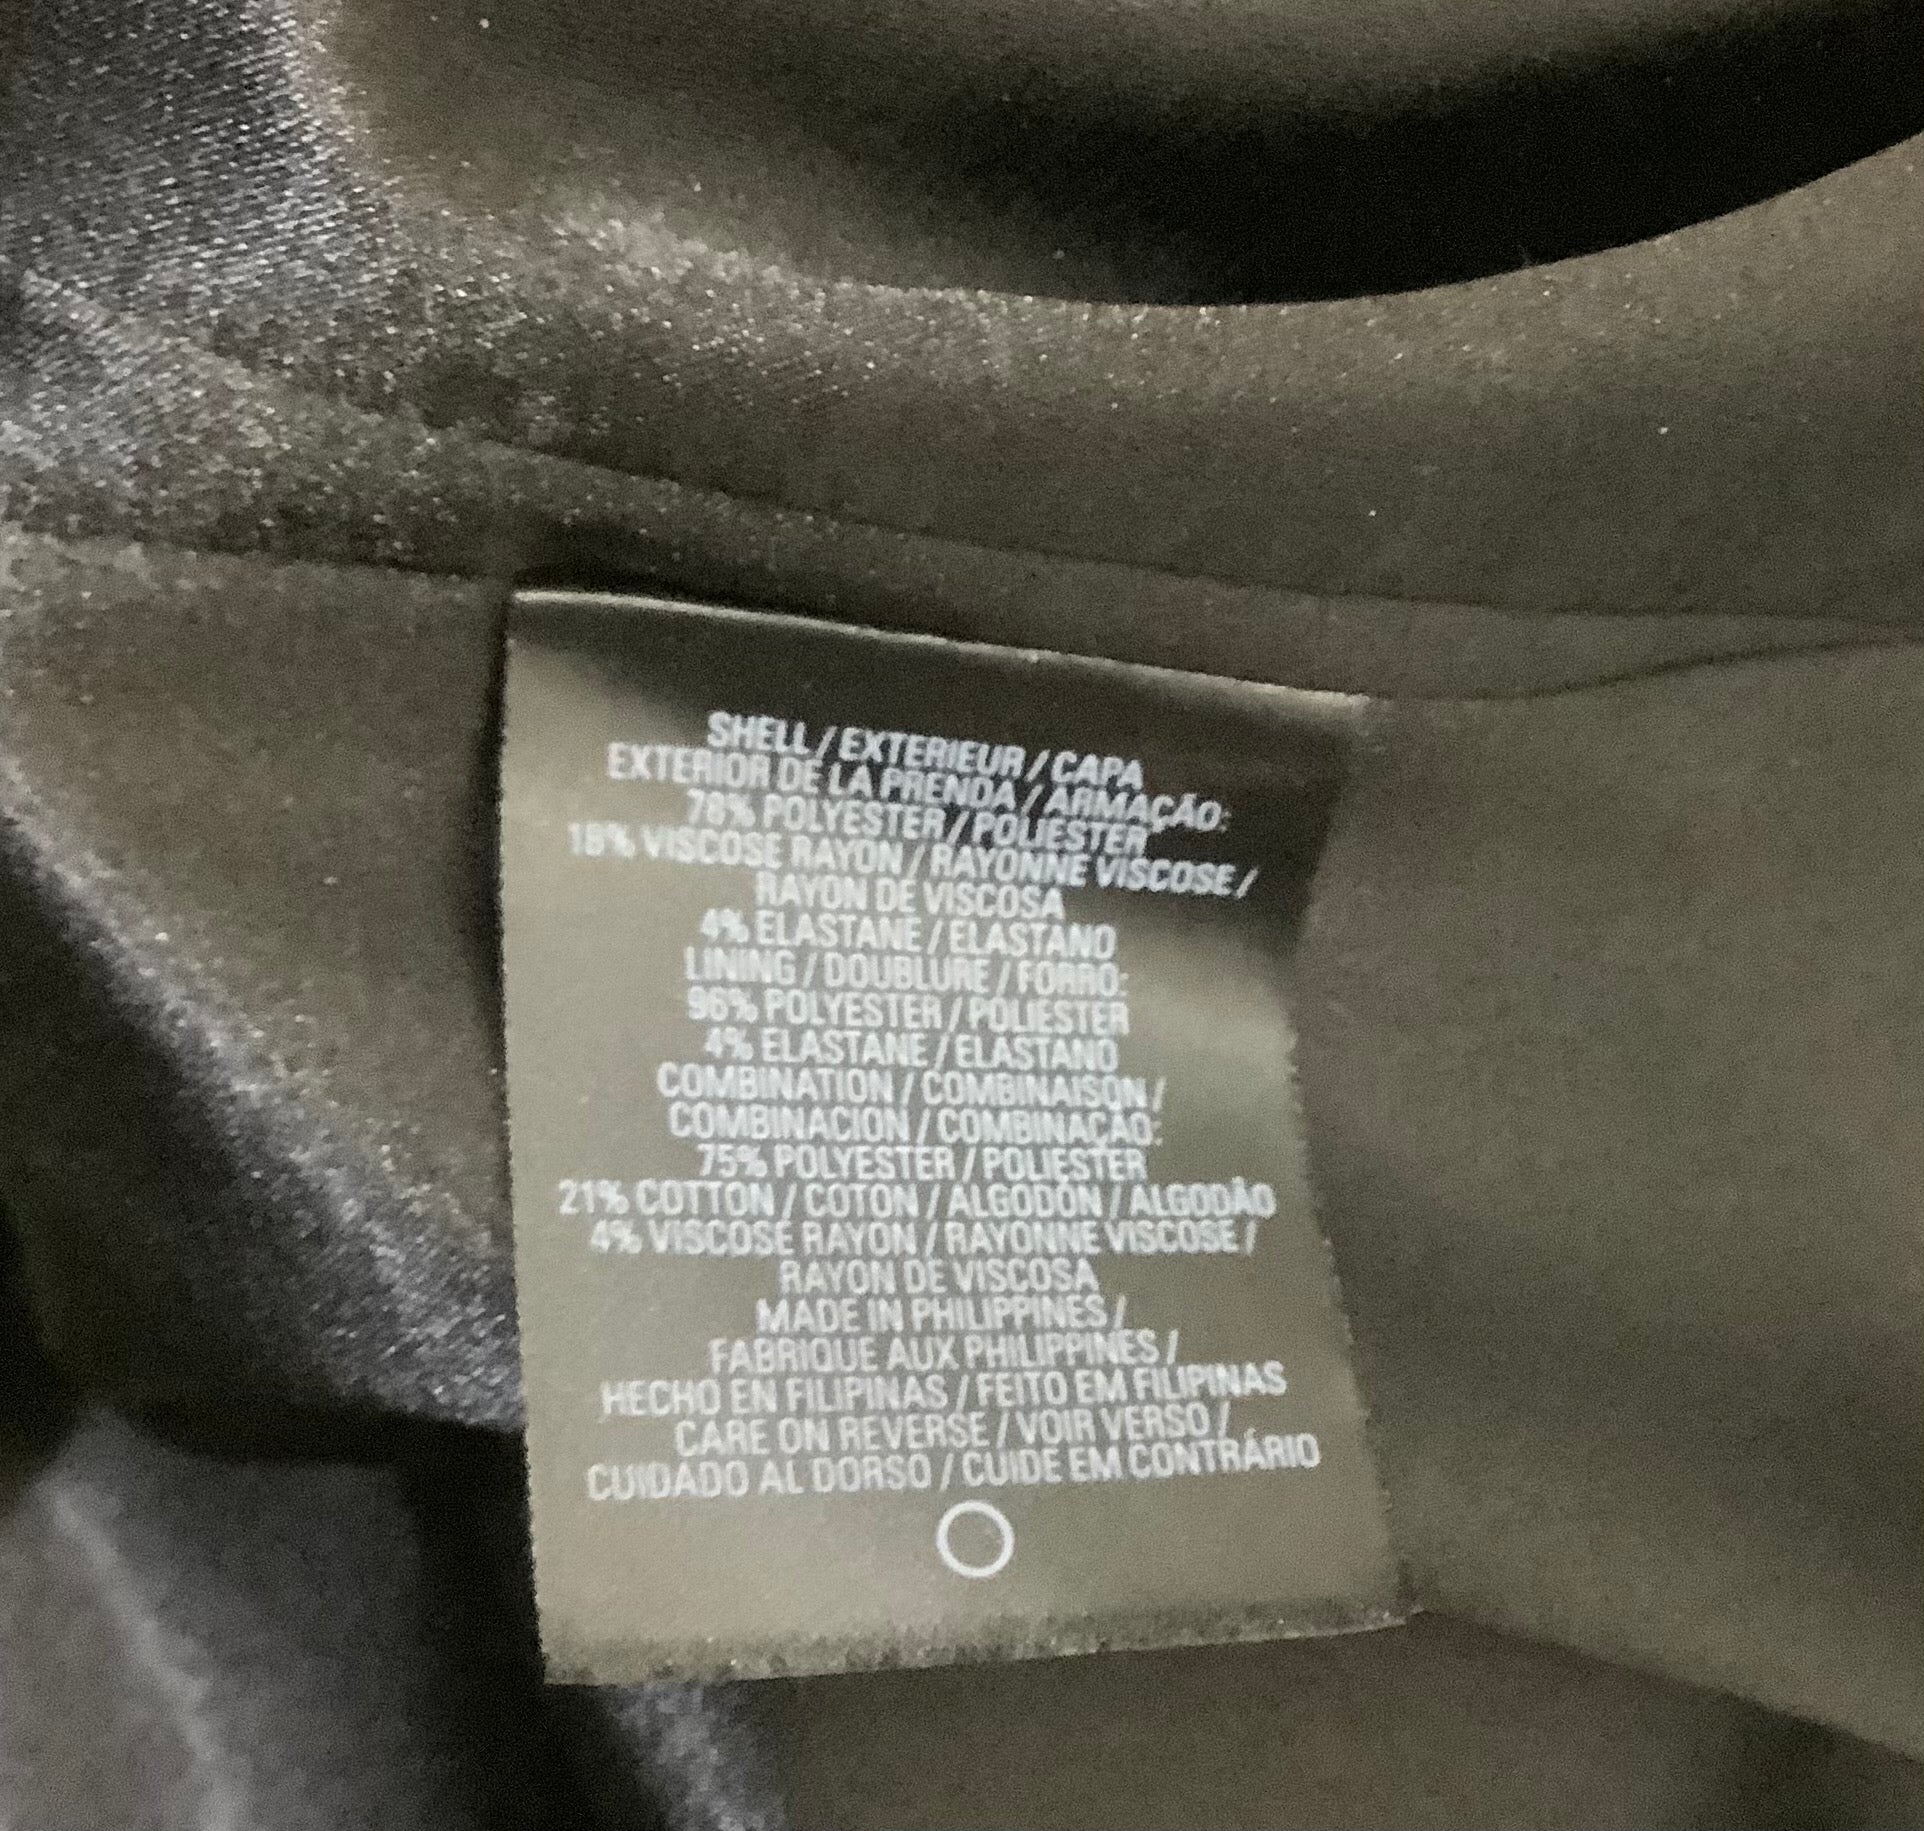 SHELL / EXTERIEUR / CAPA
EXTERIOR DE LA PRENDA / ARMAÇÃO:
78% POLYESTER / POLIESTER
18% VISCOSE RAYON / RAYONNE VISCOSE /
RAYON DE VISCOSA
4% ELASTANE / ELASTANO
LINING / DOUBLURE / FORRO:
96% POLYESTER / POLIESTER
4% ELASTANE / ELASTANO
COMBINATION / COMBINAISON /
COMBINACION / COMBINAÇÃO:
75% POLYESTER / POLIESTER
21% COTTON / COTON / ALGODÓN / ALGODÃO
4% VISCOSE RAYON / RAYONNE VISCOSE /
RAYON DE VISCOSA
MADE IN PHILIPPINES /
FABRIQUE AUX PHILIPPINES /
HECHO EN FILIPINAS / FEITO EM FILIPINAS
CARE ON REVERSE / VOIR VERSO /
CUIDADO AL DORSO / CUIDE EM CONTRÁRIO